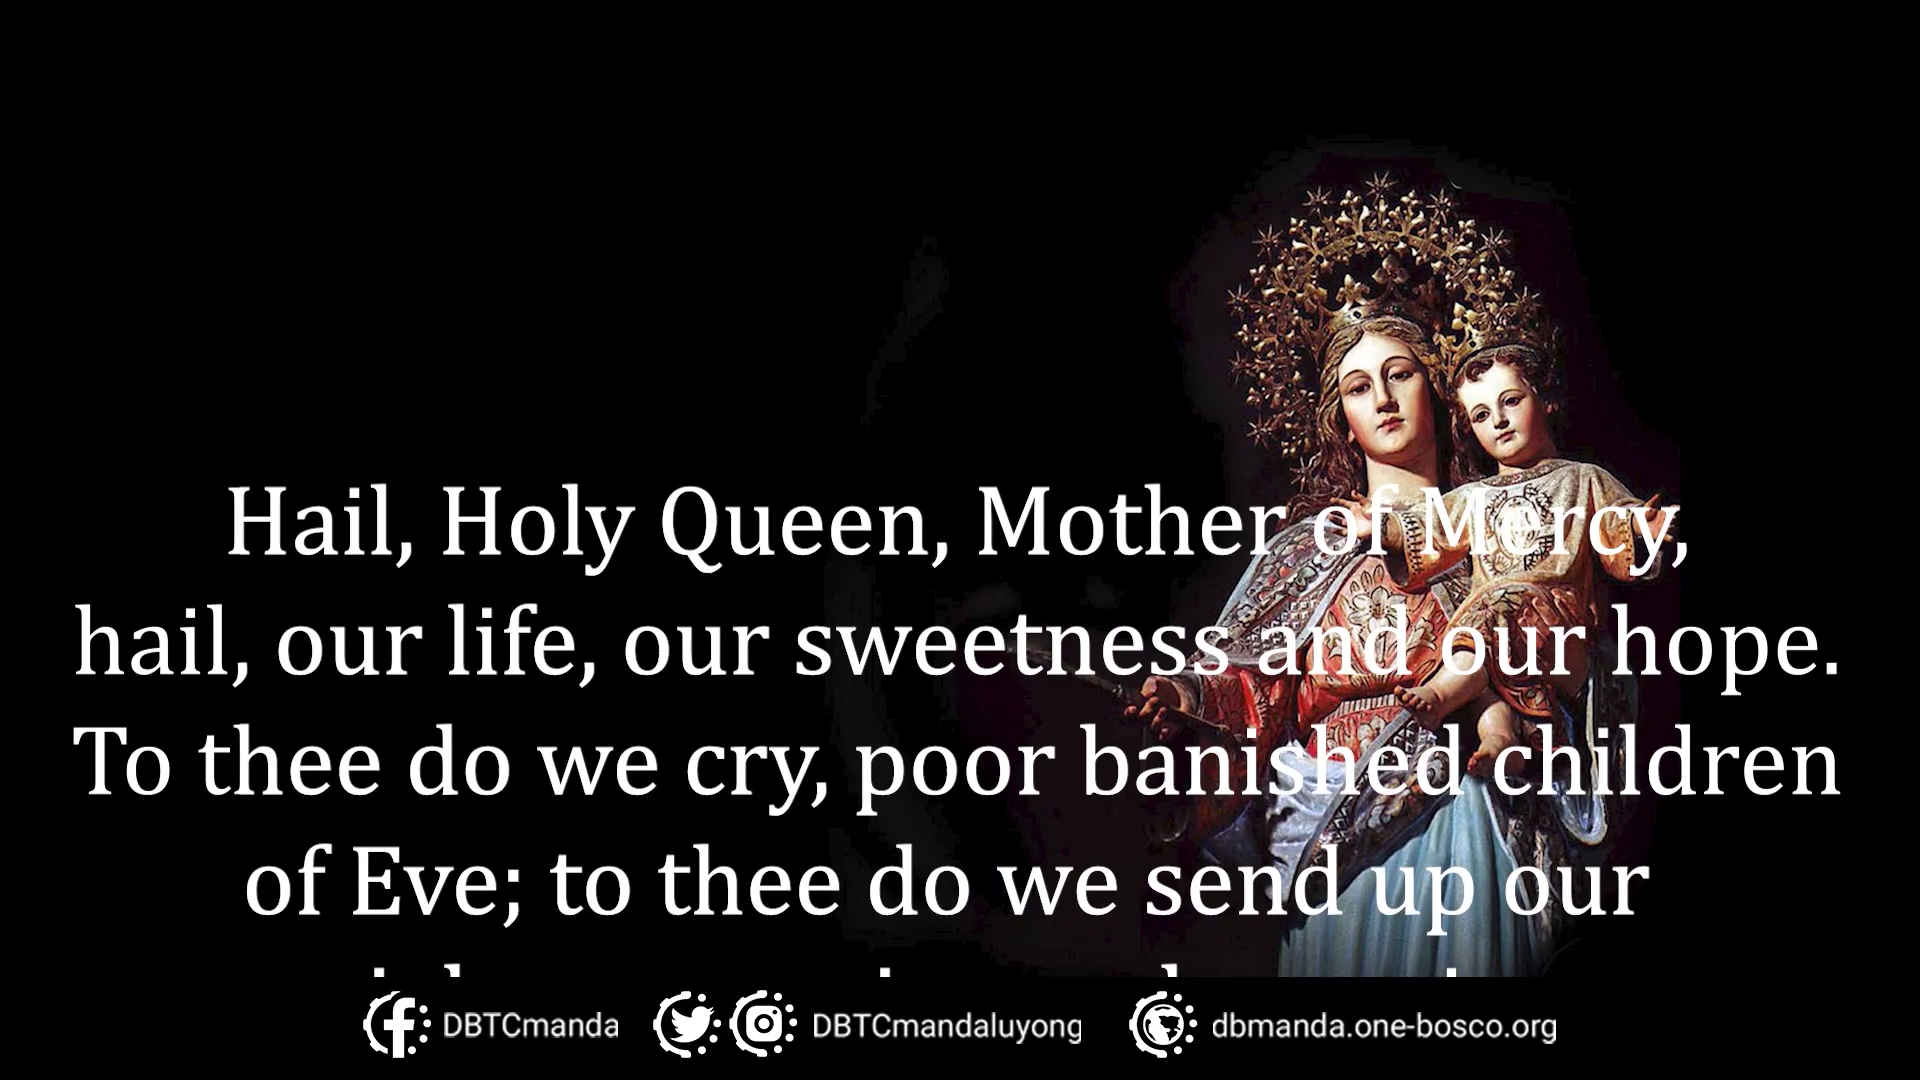 Hail, Holy Queen, Mother of Mercy,
hail, our life, our sweetness and our hope.
To thee do we cry, poor banished children
of Eve; to thee do we send up our
DBTCmanda DBTCmandaluyong dbmanda.one-bosco.org